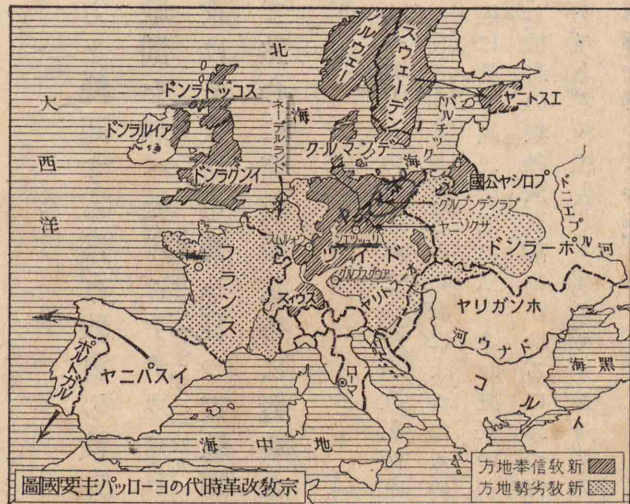 北海
大西洋
ノルウェー
スウェーデン
バルチック海
エストニヤ
スコットランド
アイルランド
イングランド
ネーデルランド
デンマーク
プロシヤ公國
ブランデンブルグ
サクソニヤ
ポーランド
ドニエプル河
ドイツ
フランス
スイス
オーストリヤ
ホンガリヤ
ドナウ河
黑海
トルコ
ローマ
イスパニヤ
ポルトガル
地中海
新教信奉地方
新教劣勢地方
宗教改革時代のヨーロッパ主要國圖